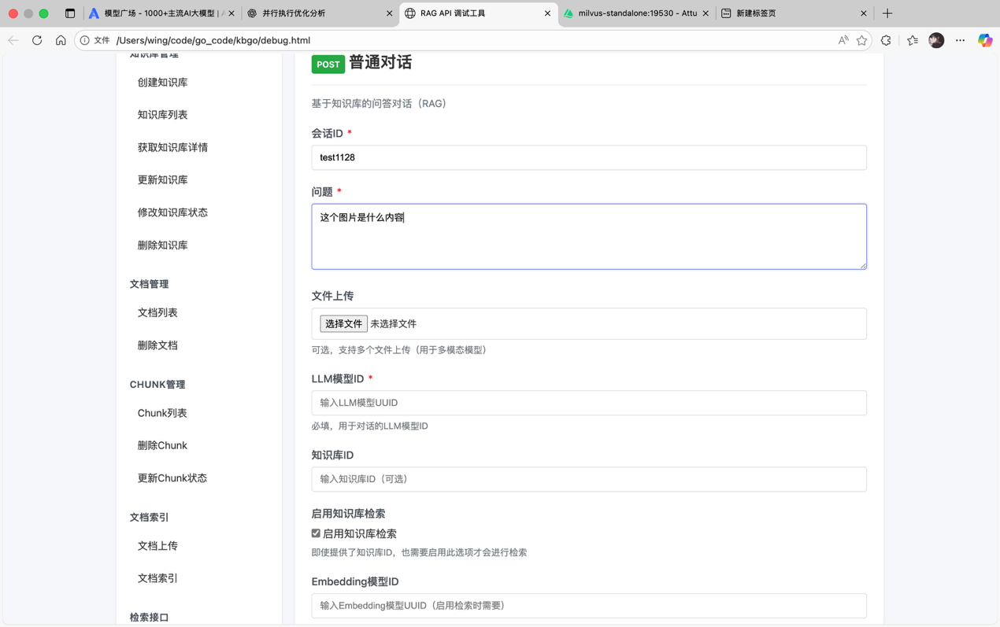 模型广场 - 1000+主流AI大模型 |
并行执行优化分析
RAG API 调试工具
milvus-standalone:19530 - Attu
新建标签页
文件 /Users/wing/code/go_code/kbgo/debug.html
知识库管理
创建知识库
知识库列表
获取知识库详情
更新知识库
修改知识库状态
删除知识库
文档管理
文档列表
删除文档
CHUNK管理
Chunk列表
删除Chunk
更新Chunk状态
文档索引
文档上传
文档索引
检索接口
POST 普通对话
基于知识库的问答对话（RAG）
会话ID *
test1128
问题 *
这个图片是什么内容
文件上传
选择文件 未选择文件
可选，支持多个文件上传（用于多模态模型）
LLM模型ID *
输入LLM模型UUID
必填，用于对话的LLM模型ID
知识库ID
输入知识库ID（可选）
启用知识库检索
启用知识库检索
即使提供了知识库ID，也需要启用此选项才会进行检索
Embedding模型ID
输入Embedding模型UUID（启用检索时需要）